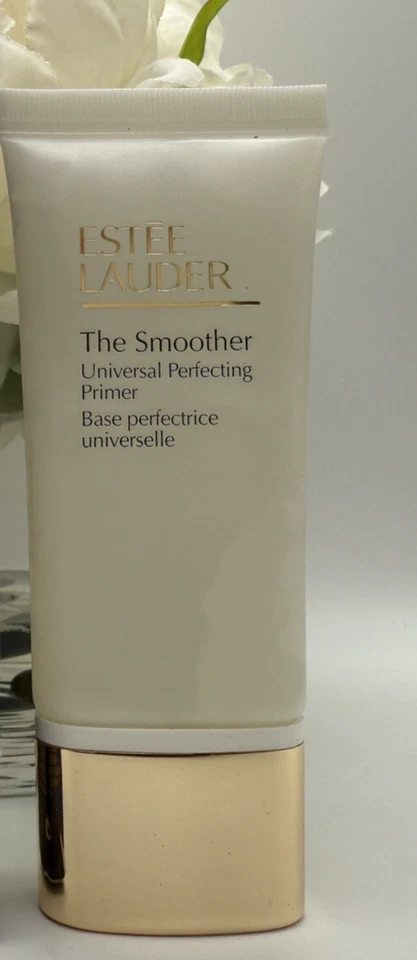 ESTĒE
LAUDER
The Smoother
Universal Perfecting
Primer
Base perfectrice
universelle